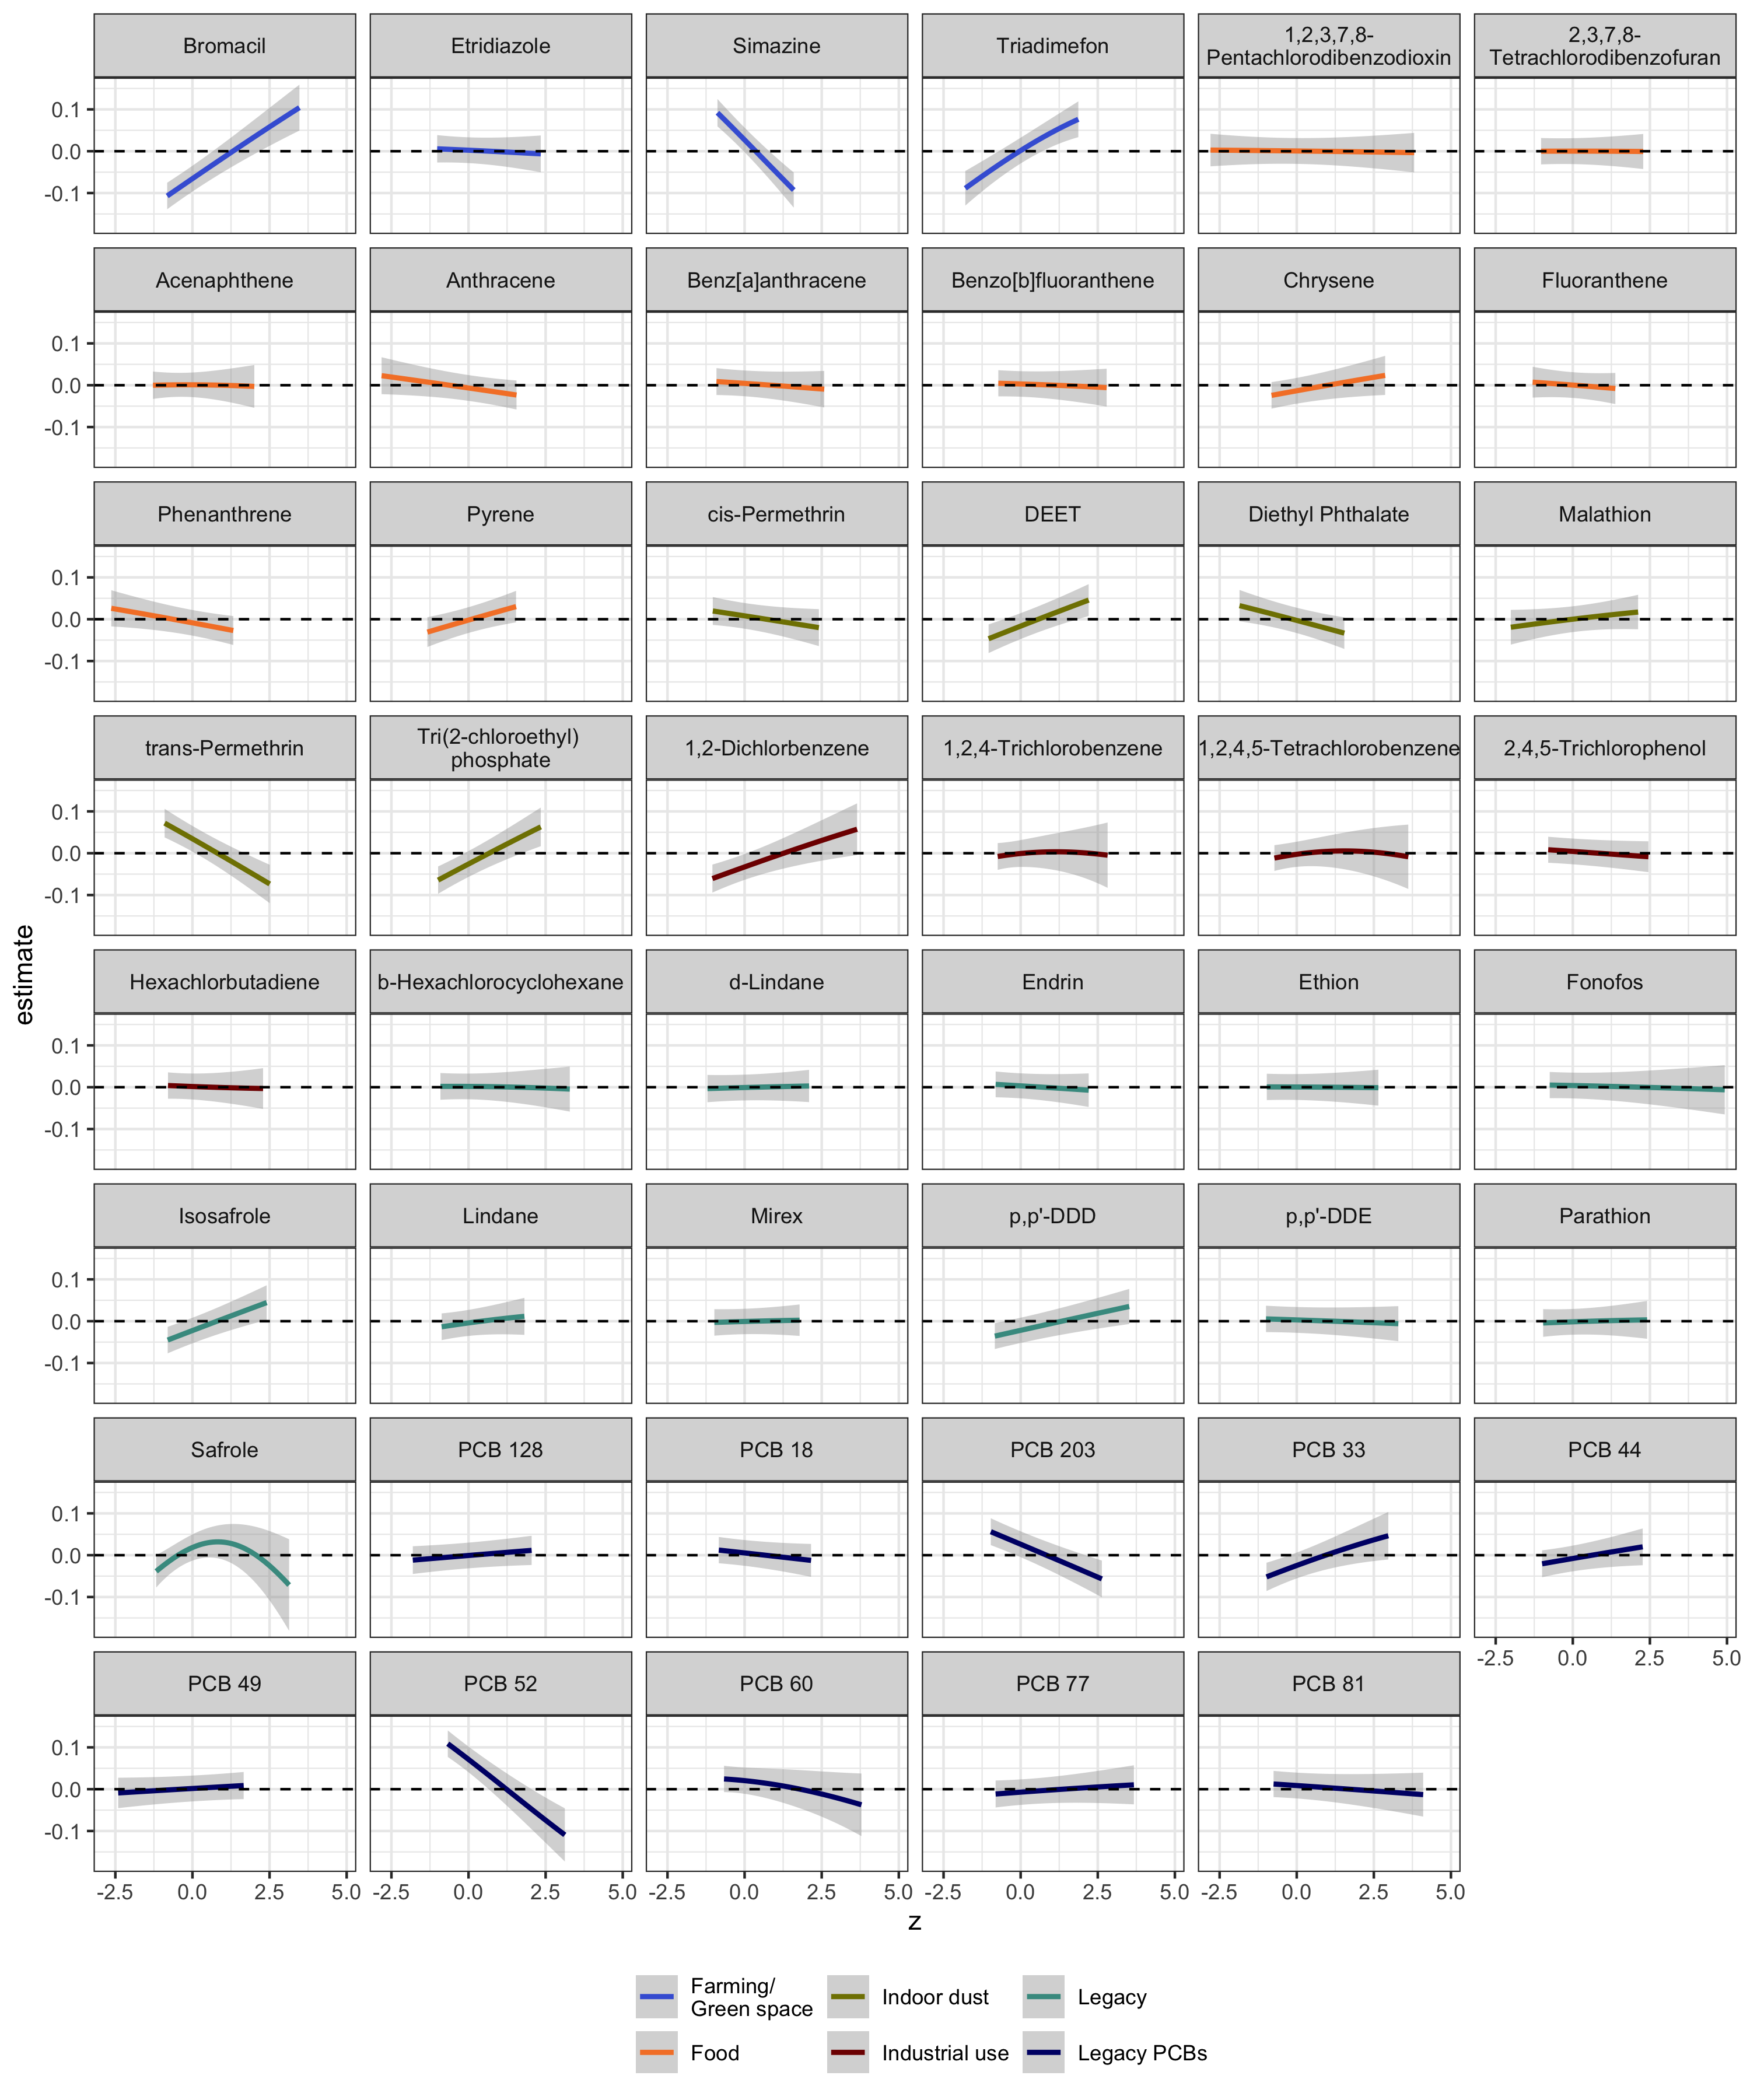 Bromacil
Etridiazole
Simazine
Triadimefon
1,2,3,7,8-
Pentachlorodibenzodioxin
2,3,7,8-
Tetrachlorodibenzofuran
0.1
0.0
-0.1
Acenaphthene
Anthracene
Benz[a]anthracene
Benzo[b]fluoranthene
Chrysene
Fluoranthene
0.1
0.0
-0.1
Phenanthrene
Pyrene
cis-Permethrin
DEET
Diethyl Phthalate
Malathion
0.1
0.0
-0.1
trans-Permethrin
Tri(2-chloroethyl)
phosphate
1,2-Dichlorbenzene
1,2,4-Trichlorobenzene
1,2,4,5-Tetrachlorobenzene
2,4,5-Trichlorophenol
0.1
0.0
-0.1
estimate
Hexachlorbutadiene
b-Hexachlorocyclohexane
d-Lindane
Endrin
Ethion
Fonofos
0.1
0.0
-0.1
Isosafrole
Lindane
Mirex
p,p'-DDD
p,p'-DDE
Parathion
0.1
0.0
-0.1
Safrole
PCB 128
PCB 18
PCB 203
PCB 33
PCB 44
0.1
0.0
-0.1
-2.5 0.0 2.5 5.0
PCB 49
PCB 52
PCB 60
PCB 77
PCB 81
0.1
0.0
-0.1
-2.5 0.0 2.5 5.0
-2.5 0.0 2.5 5.0
-2.5 0.0 2.5 5.0
-2.5 0.0 2.5 5.0
-2.5 0.0 2.5 5.0
z
Farming/
Green space
Indoor dust
Legacy
Food
Industrial use
Legacy PCBs